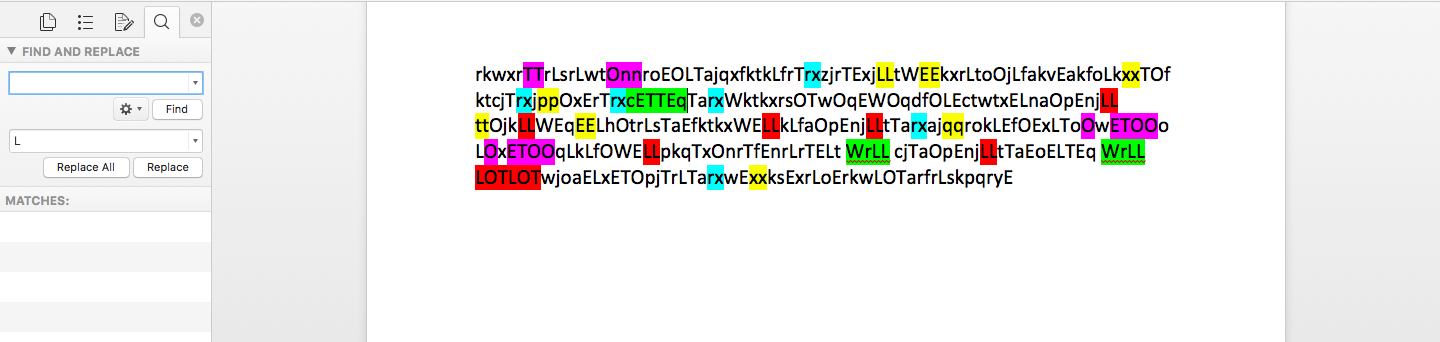 FIND AND REPLACE
Find
L
Replace All
Replace
MATCHES:
rkwxrTTrLsrLwtOnnroEOLTajqxfktkLfrTrxzjrTExjLLtWEEkxrLtoOjLfakvEakfoLkxxTOf
ktcjTrxjppOxErTrxcETTEqTarxWktkxrsOTwOqEWOqdfOLEctwtxELnaOpEnjLL
ttOjkLLWEqEELhOtrLsTaEfktkxWELLkLfaOpEnjLLtTarxajqqrokLEfOExLToOwETOOo
LOxETOOqLkLfOWELLpkqTxOnrTfEnrLrTELt WrLL cjTaOpEnjLLtTaEoELTEq WrLL
LOTLOTwjoaELxETOpjTrLTarxwExxksExrLoErkwLOTarfrLskpqryE